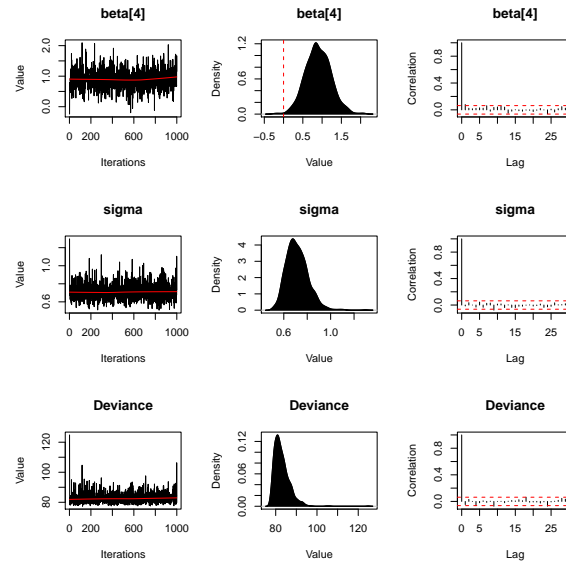 beta[4] beta[4] beta[4]
Value 0.0 1.0 2.0
0 200 600 1000
Iterations
Density 0.0 0.4 0.8 1.2
−0.5 0.5 1.5
Value
Correlation 0.0 0.4 0.8
0 5 15 25
Lag
sigma sigma sigma
Value 0.6 1.0
0 200 600 1000
Iterations
Density 0 1 2 3 4
0.6 1.0
Value
Correlation 0.0 0.4 0.8
0 5 15 25
Lag
Deviance Deviance Deviance
Value 80 100 120
0 200 600 1000
Iterations
Density 0.00 0.06 0.12
80 100 120
Value
Correlation 0.0 0.4 0.8
0 5 15 25
Lag